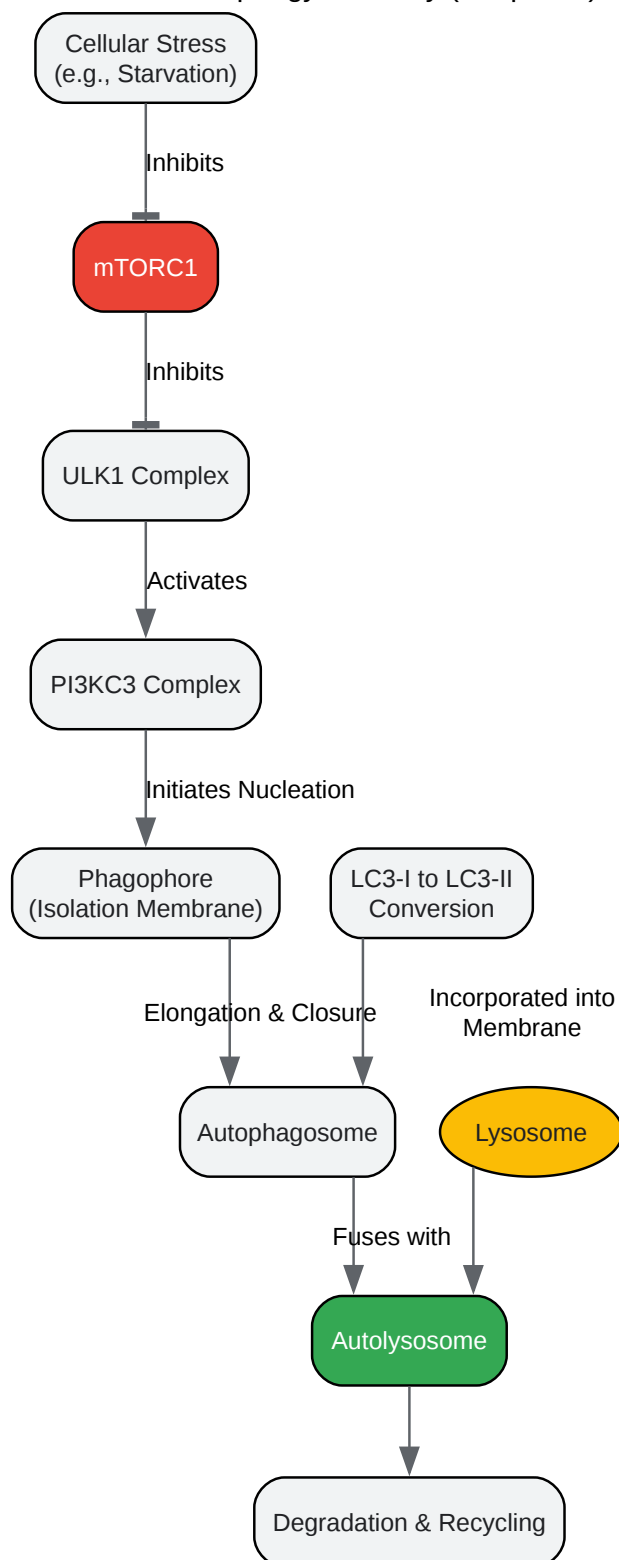 Cellular Stress
(e.g., Starvation)
Inhibits
mTORC1
Inhibits
ULK1 Complex
Activates
PI3KC3 Complex
Initiates Nucleation
Phagophore
(Isolation Membrane)
LC3-I to LC3-II
Conversion
Elongation & Closure
Incorporated into
Membrane
Autophagosome
Lysosome
Fuses with
Autolysosome
Degradation & Recycling